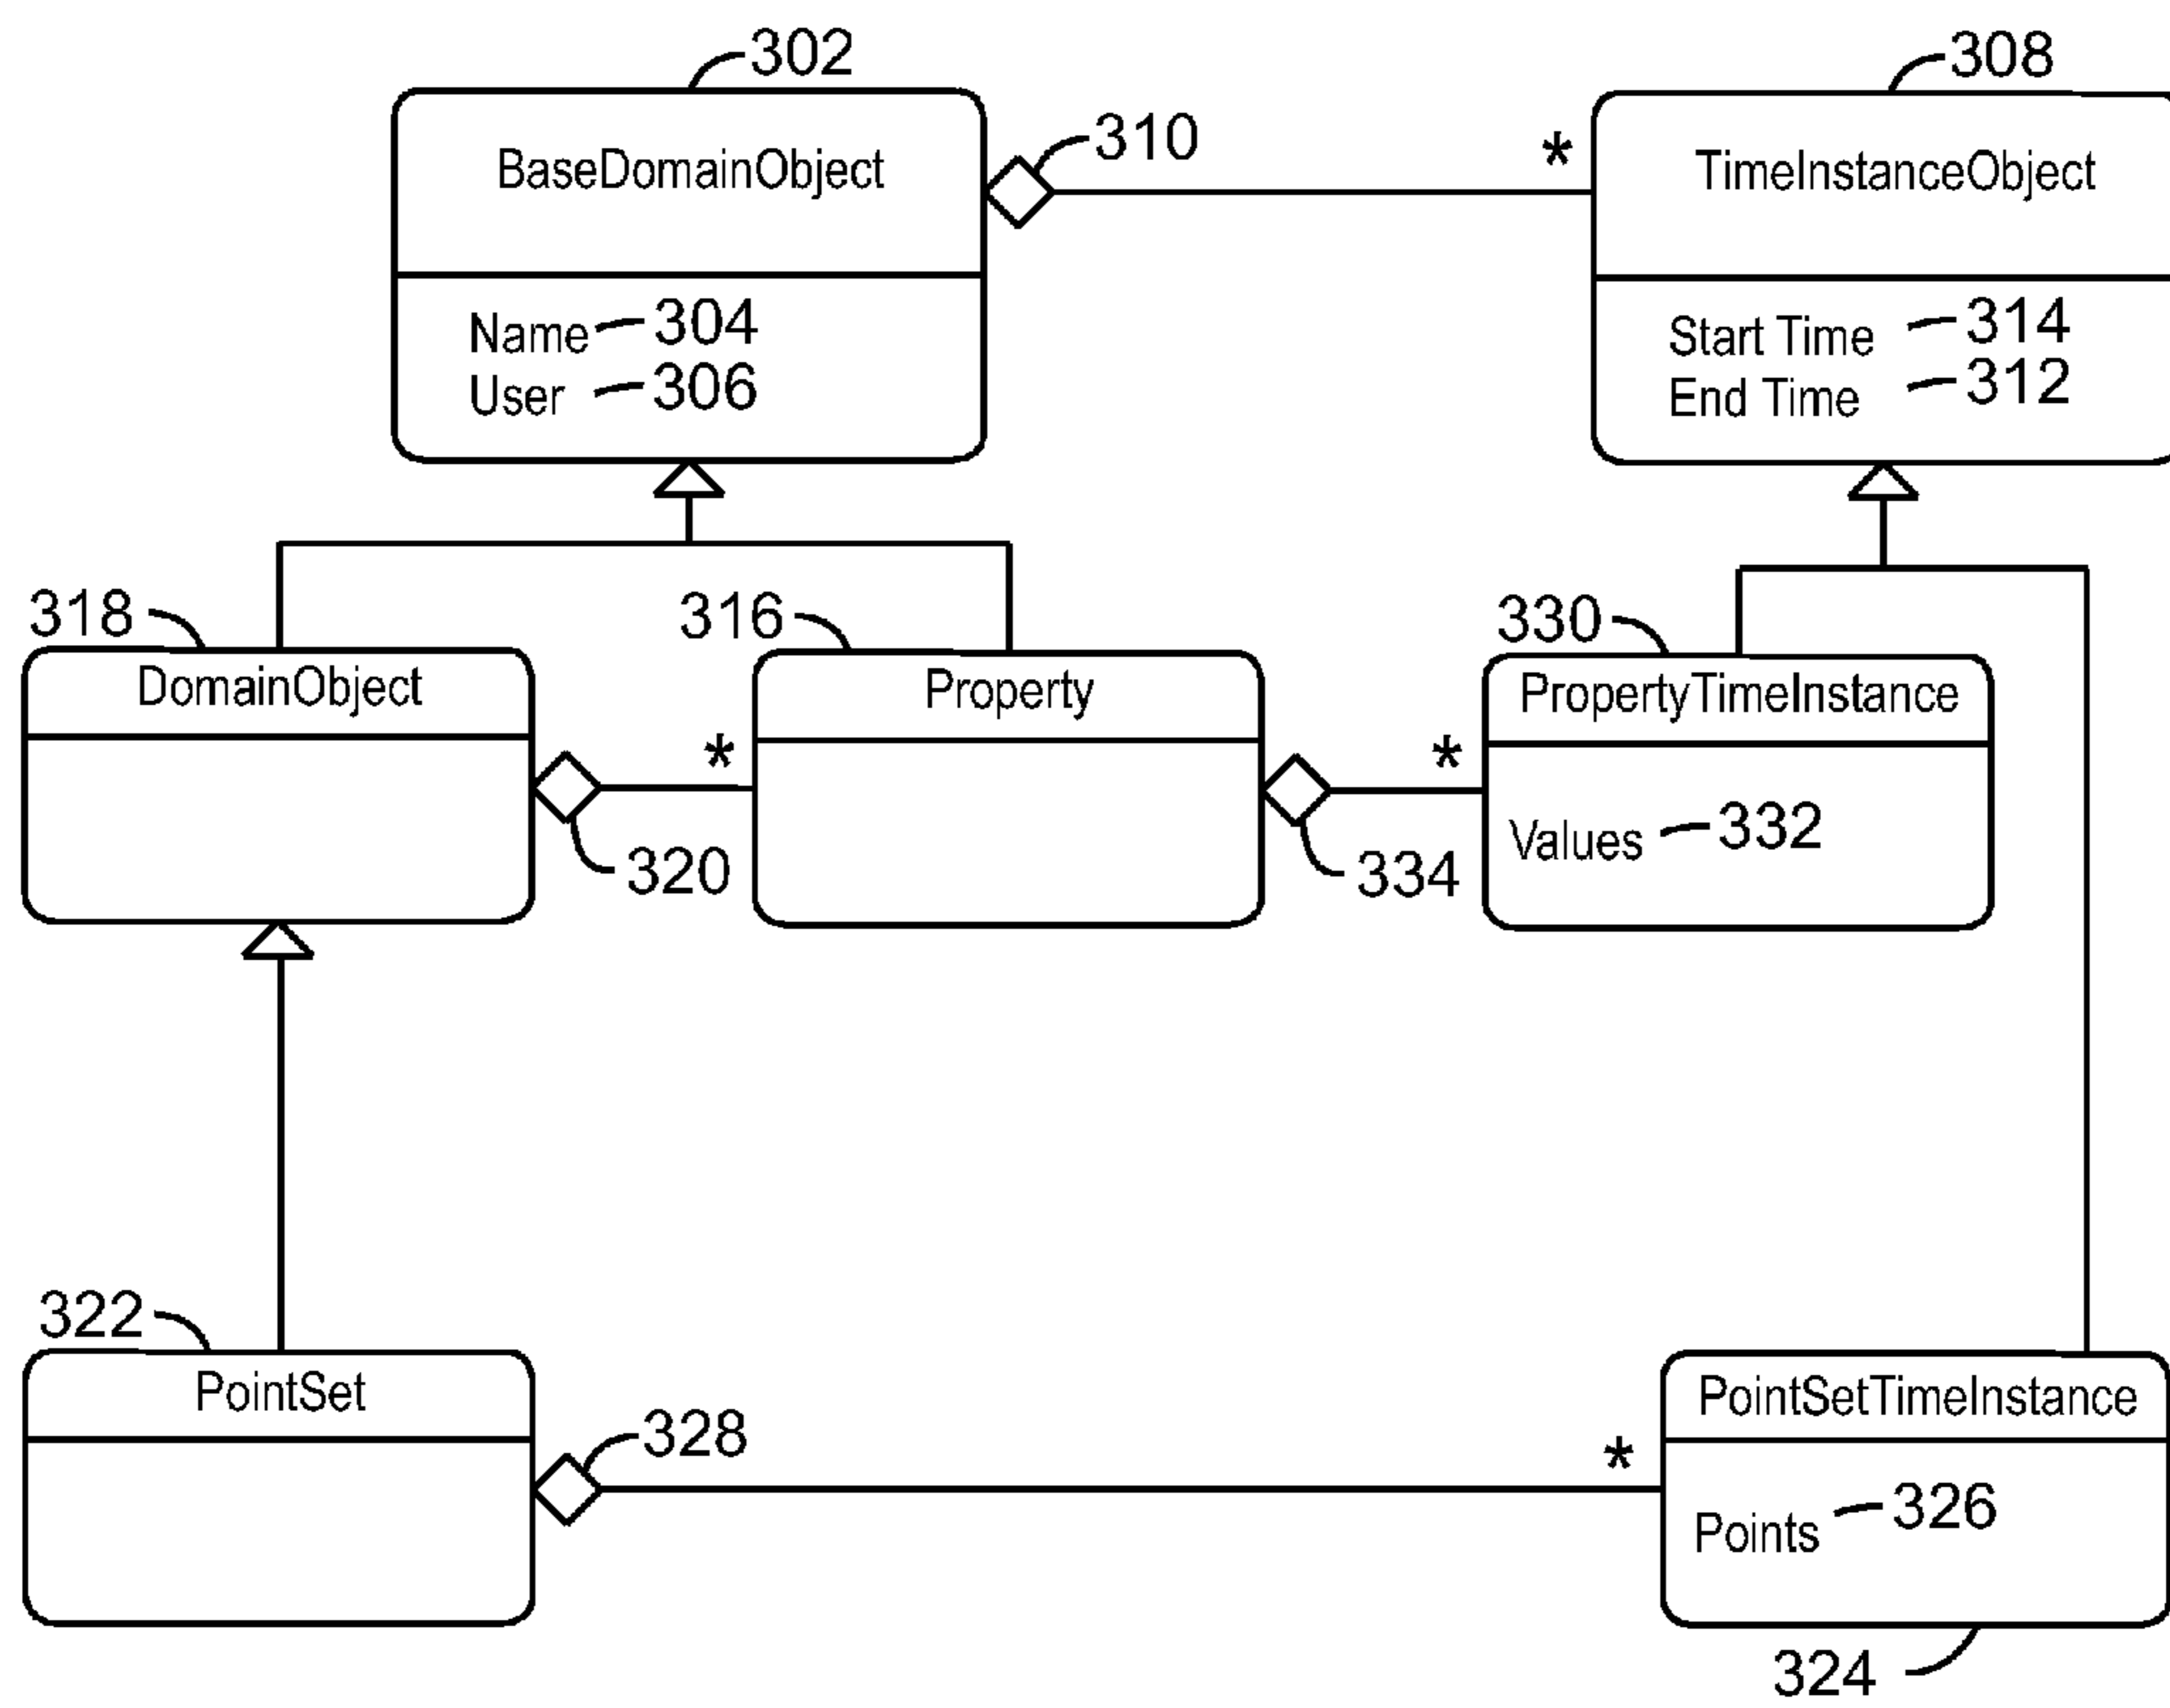 302
308
310
*
BaseDomainObject
TimeInstanceObject
Name 304
User 306
Start Time 314
End Time 312
318
316
330
DomainObject
Property
PropertyTimeInstance
*
*
Values 332
320
334
322
PointSet
PointSetTimeInstance
328
*
Points 326
324